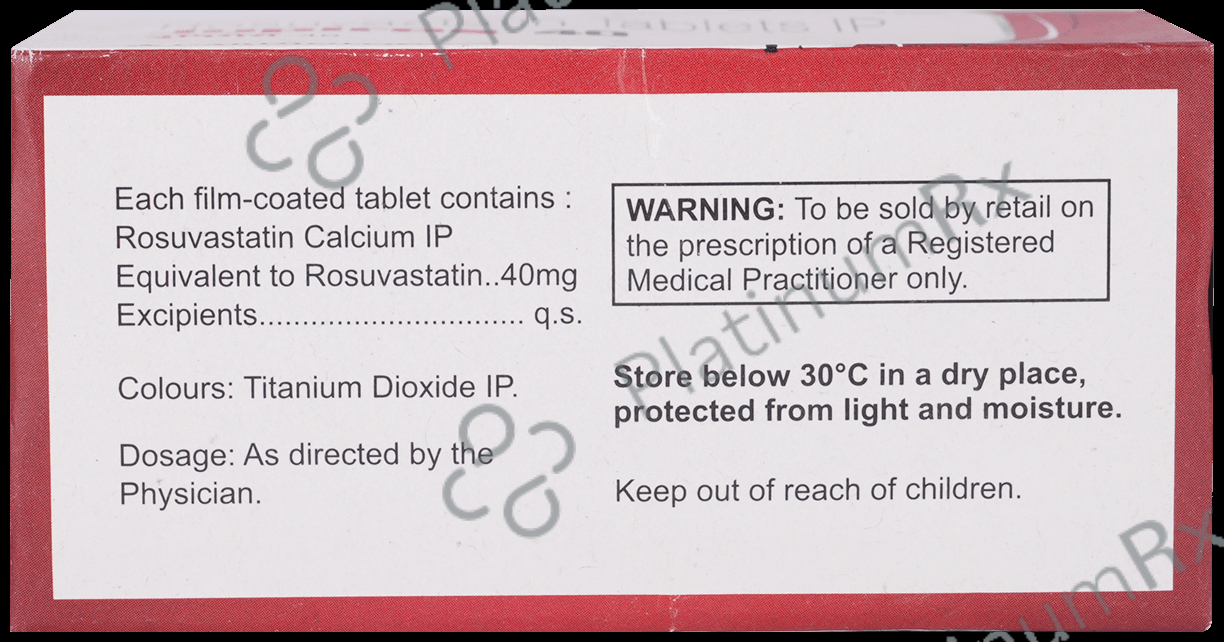 Tablets IP
Each film-coated tablet contains :
Rosuvastatin Calcium IP
Equivalent to Rosuvastatin..40mg
Excipients............................... q.s.
Colours: Titanium Dioxide IP.
Dosage: As directed by the
Physician.
WARNING: To be sold by retail on
the prescription of a Registered
Medical Practitioner only.
Store below 30°C in a dry place,
protected from light and moisture.
Keep out of reach of children.
PlatinumRx